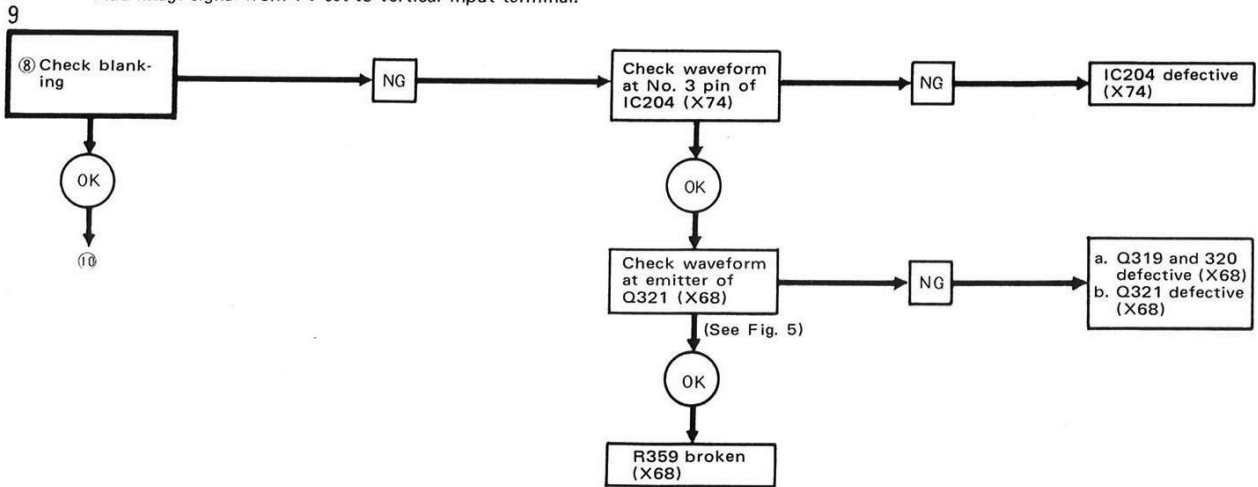 9
⑧ Check blank-
ing
NG
Check waveform
at No. 3 pin of
IC204 (X74)
NG
IC204 defective
(X74)
OK
⑩
OK
Check waveform
at emitter of
Q321 (X68)
NG
a. Q319 and 320
defective (X68)
b. Q321 defective
(X68)
(See Fig. 5)
OK
R359 broken
(X68)